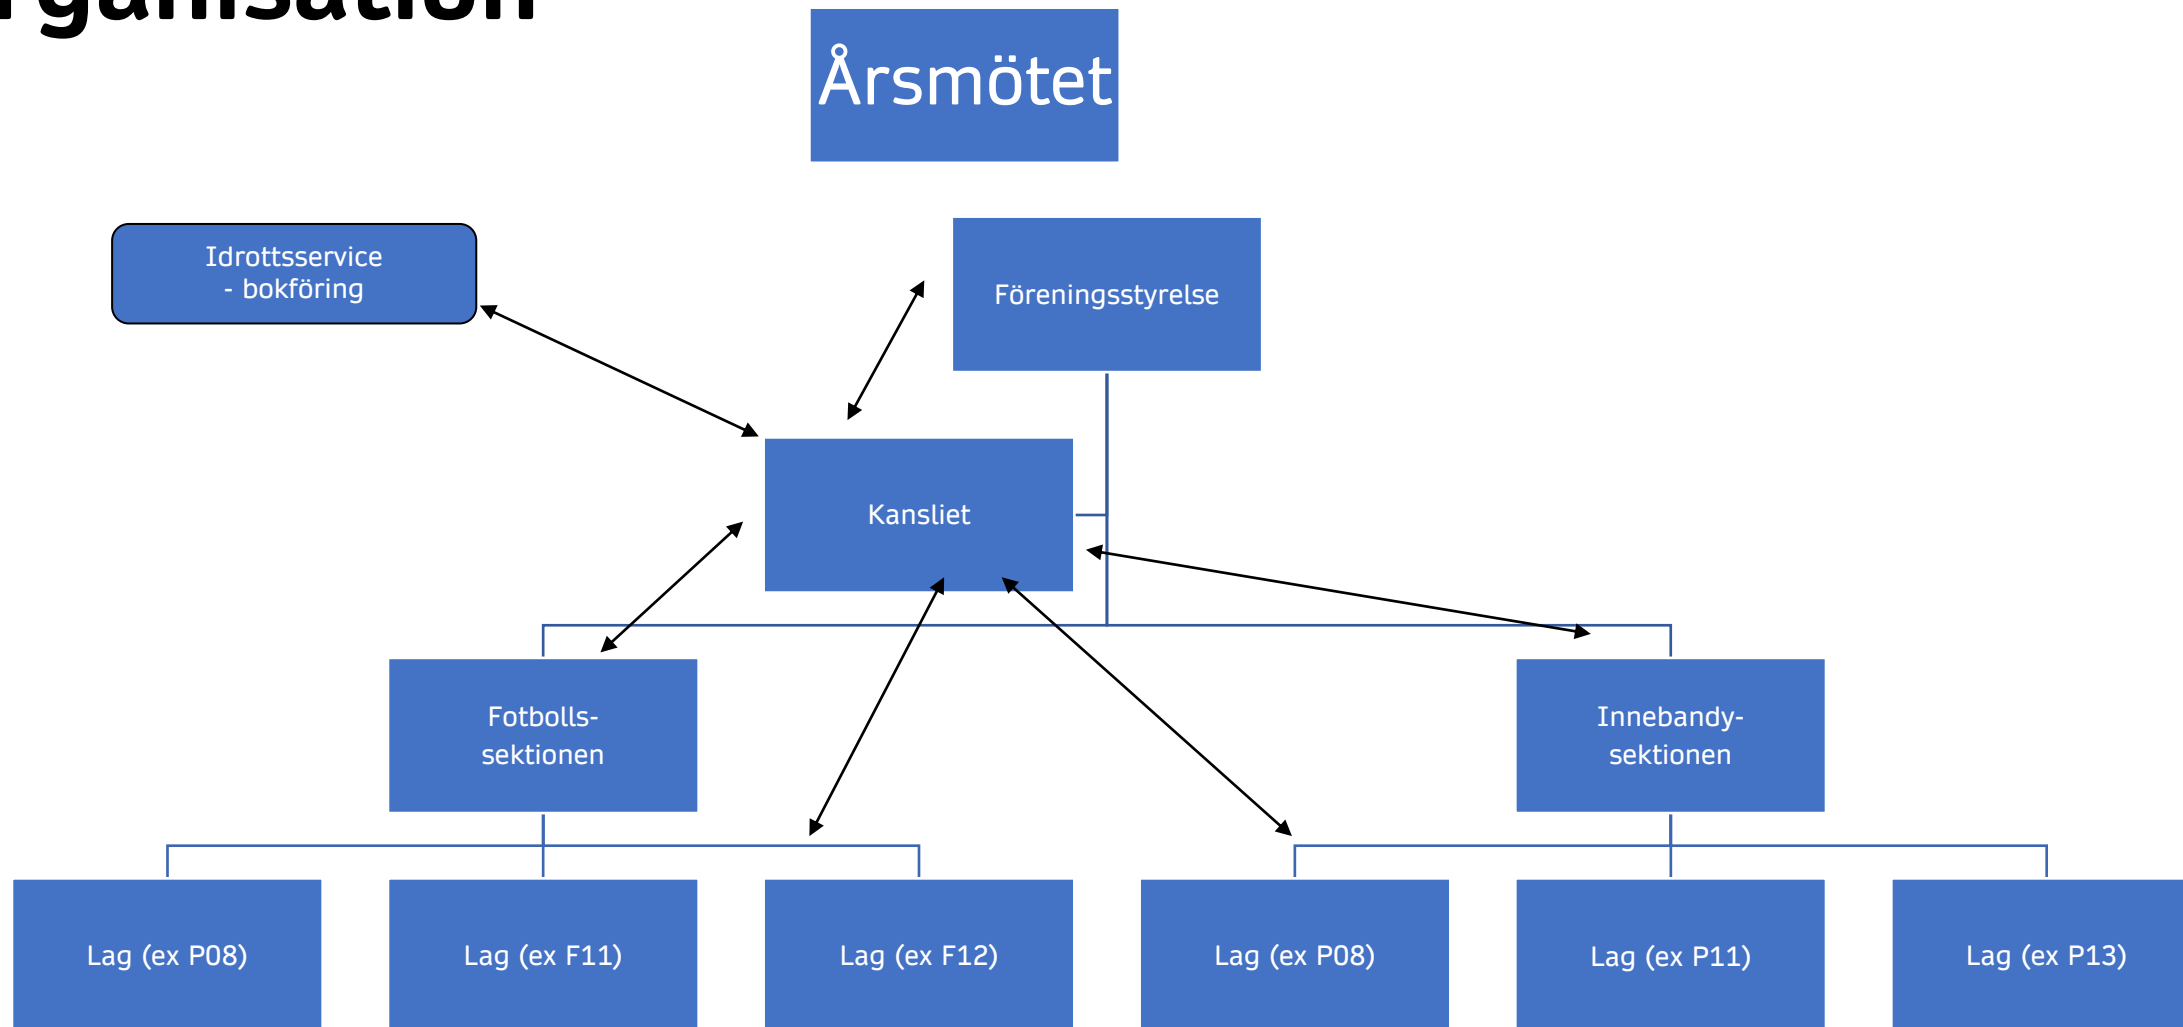 rganisation
Årsmötet
Idrottsservice
- bokföring
Föreningsstyrelse
Kansliet
Fotbolls-
sektionen
Innebandy-
sektionen
Lag (ex P08)
Lag (ex F11)
Lag (ex F12)
Lag (ex P08)
Lag (ex P11)
Lag (ex P13)